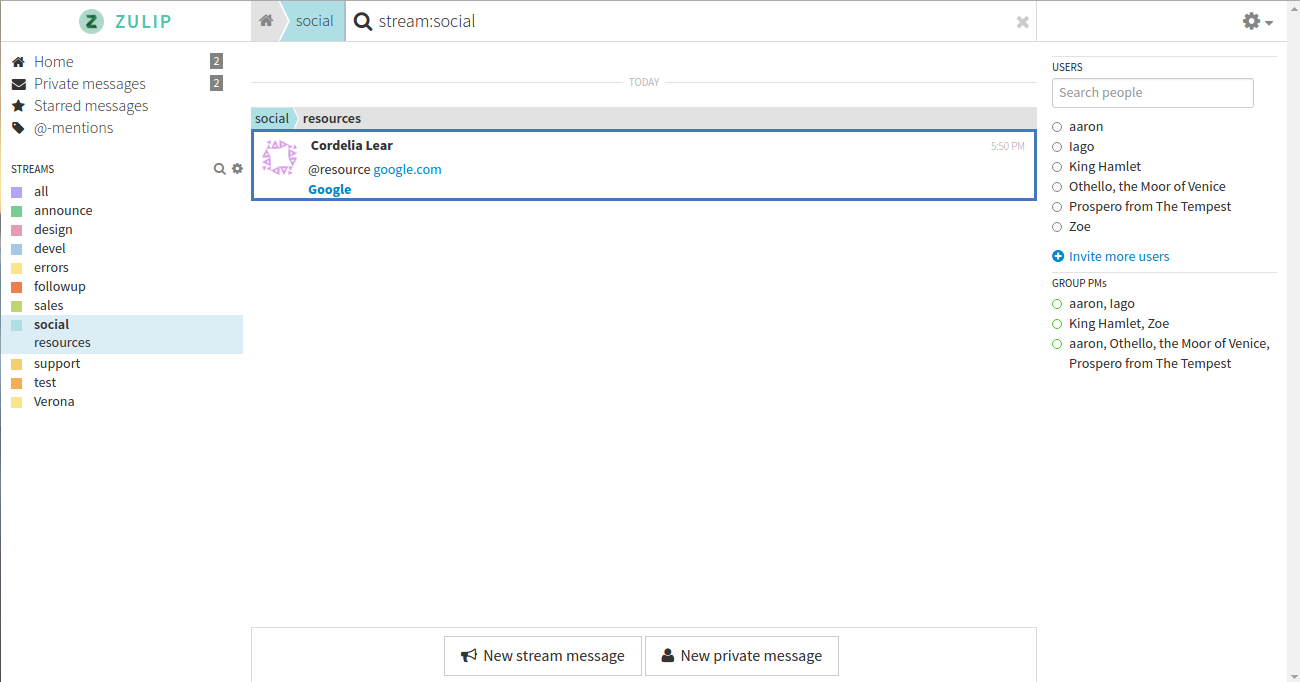 ZULIP
social
stream:social
Home 2
Private messages 2
Starred messages
@-mentions
STREAMS
all
announce
design
devel
errors
followup
sales
social
resources
support
test
Verona
TODAY
social resources
Cordelia Lear 5:50 PM
@resource google.com
Google
New stream message
New private message
USERS
Search people
aaron
Iago
King Hamlet
Othello, the Moor of Venice
Prospero from The Tempest
Zoe
Invite more users
GROUP PMs
aaron, Iago
King Hamlet, Zoe
aaron, Othello, the Moor of Venice,
Prospero from The Tempest